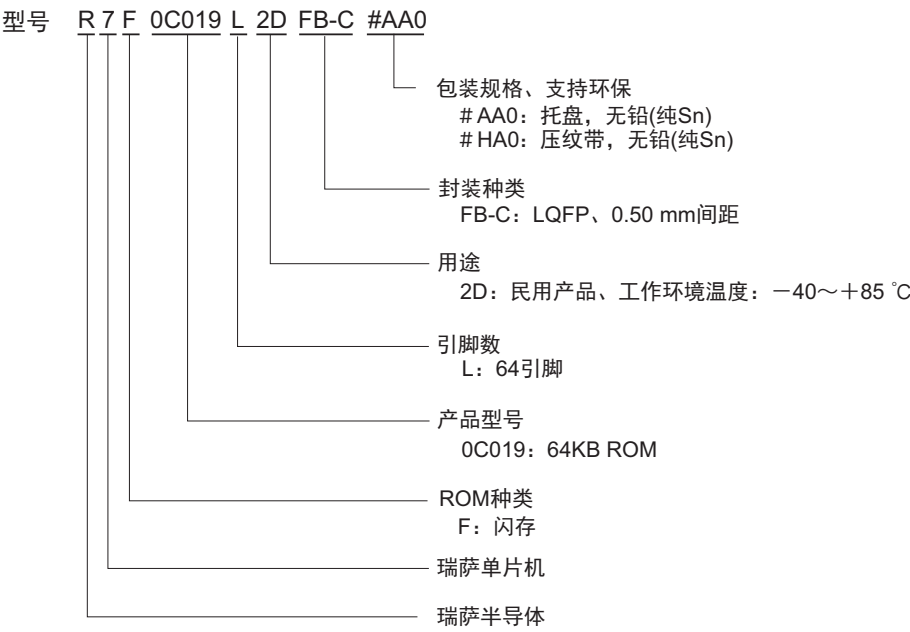 型号 R 7 F 0C019 L 2D FB-C #AA0
包装规格、支持环保
#AA0：托盘，无铅(纯Sn)
#HA0：压纹带，无铅(纯Sn)
封装种类
FB-C：LQFP、0.50 mm间距
用途
2D：民用产品、工作环境温度：－40～＋85 ℃
引脚数
L：64引脚
产品型号
0C019：64KB ROM
ROM种类
F：闪存
瑞萨单片机
瑞萨半导体